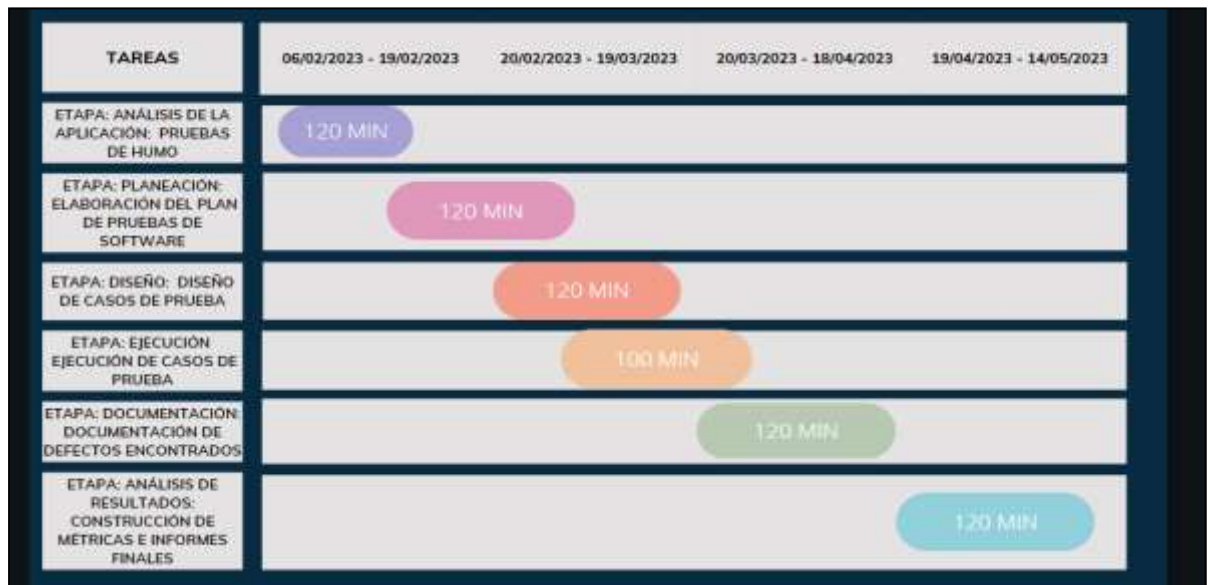 TAREAS
06/02/2023 - 19/02/2023
20/02/2023 - 19/03/2023
20/03/2023 - 18/04/2023
19/04/2023 - 14/05/2023
ETAPA: ANÁLISIS DE LA
APLICACIÓN: PRUEBAS
DE HUMO
120 MIN
ETAPA: PLANEACIÓN:
ELABORACIÓN DEL PLAN
DE PRUEBAS DE
SOFTWARE
120 MIN
ETAPA: DISEÑO: DISEÑO
DE CASOS DE PRUEBA
120 MIN
ETAPA: EJECUCIÓN
EJECUCIÓN DE CASOS DE
PRUEBA
100 MIN
ETAPA: DOCUMENTACIÓN:
DOCUMENTACIÓN DE
DEFECTOS ENCONTRADOS
120 MIN
ETAPA: ANÁLISIS DE
RESULTADOS:
CONSTRUCCIÓN DE
MÉTRICAS E INFORMES
FINALES
120 MIN